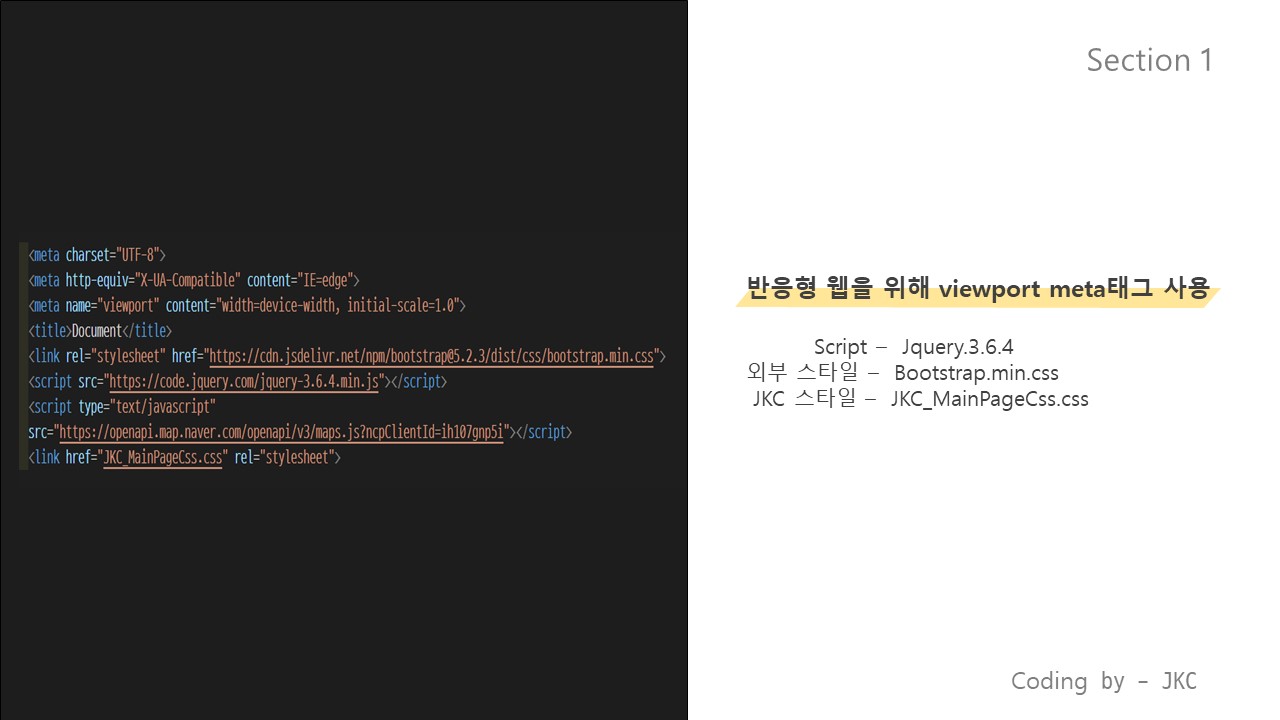 <meta charset="UTF-8">
<meta http-equiv="X-UA-Compatible" content="IE=edge">
<meta name="viewport" content="width=device-width, initial-scale=1.0">
<title>Document</title>
<link rel="stylesheet" href="https://cdn.jsdelivr.net/npm/bootstrap@5.2.3/dist/css/bootstrap.min.css">
<script src="https://code.jquery.com/jquery-3.6.4.min.js"></script>
<script type="text/javascript"
src="https://openapi.map.naver.com/openapi/v3/maps.js?ncpClientId=ih107gnp5i"></script>
<link href="JKC_MainPageCss.css" rel="stylesheet">
Section 1
반응형 웹을 위해 viewport meta태그 사용
Script – Jquery.3.6.4
외부 스타일 – Bootstrap.min.css
JKC 스타일 – JKC_MainPageCss.css
Coding by – JKC